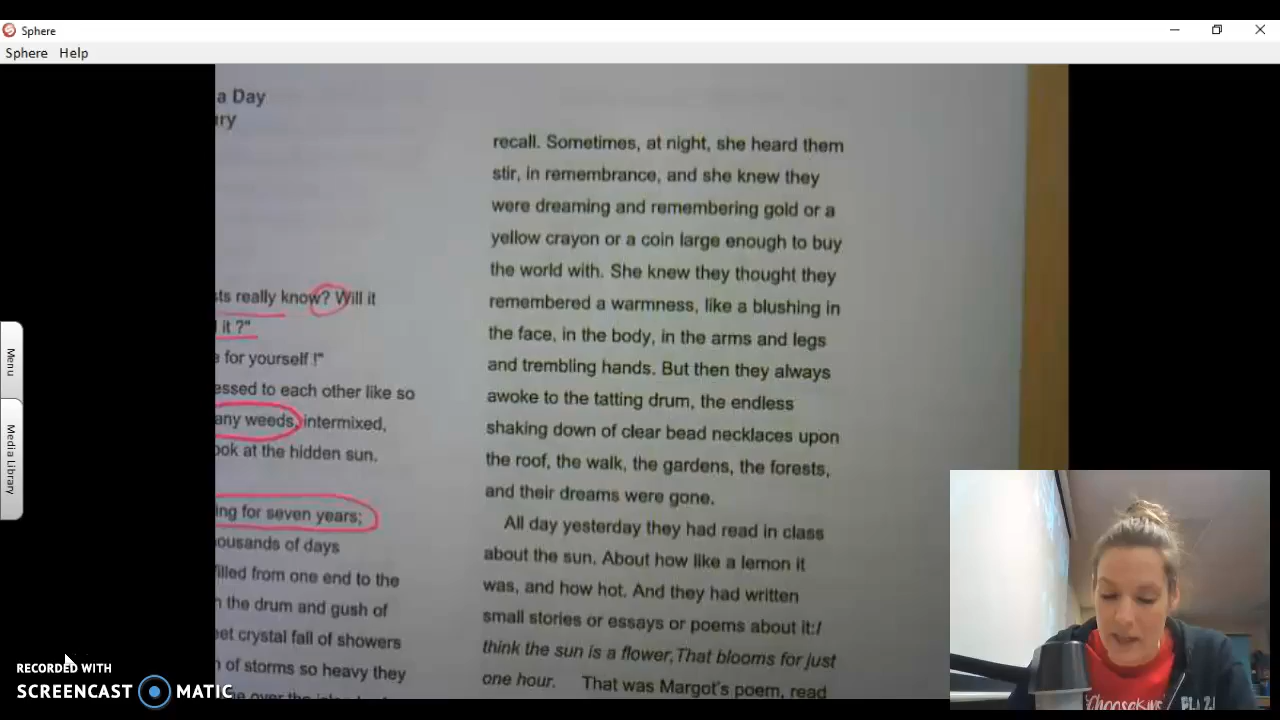 Sphere
Sphere Help
a Day
ry
sts really know? Will it
it ?"
for yourself !"
essed to each other like so
any weeds, intermixed,
ook at the hidden sun.
ing for seven years;
ousands of days
filled from one end to the
the drum and gush of
eet crystal fall of showers
of storms so heavy they
recall. Sometimes, at night, she heard them
stir, in remembrance, and she knew they
were dreaming and remembering gold or a
yellow crayon or a coin large enough to buy
the world with. She knew they thought they
remembered a warmness, like a blushing in
the face, in the body, in the arms and legs
and trembling hands. But then they always
awoke to the tatting drum, the endless
shaking down of clear bead necklaces upon
the roof, the walk, the gardens, the forests,
and their dreams were gone.
All day yesterday they had read in class
about the sun. About how like a lemon it
was, and how hot. And they had written
small stories or essays or poems about it:I
think the sun is a flower,That blooms for just
one hour. That was Margot's poem, read
Menu
Media Library
RECORDED WITH
SCREENCAST MATIC